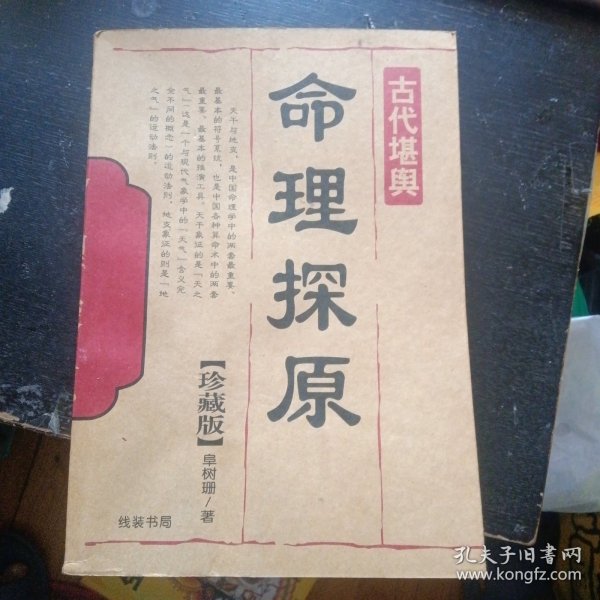 古代堪舆
命理探原
【珍藏版】
阜树珊/著
天干与地支，是中国命理学中的两套最重要、
最基本的符号系统，也是中国各种算命术中的两套
最重要、最基本的推演工具。天干象征的是“天之
气”（这是一个与现代气象学中的“天气”含义完
全不同的概念）的运动法则，地支象征的则是“地
之气”的运动法则。
线装书局
孔夫子旧书网
www.kongfz.com